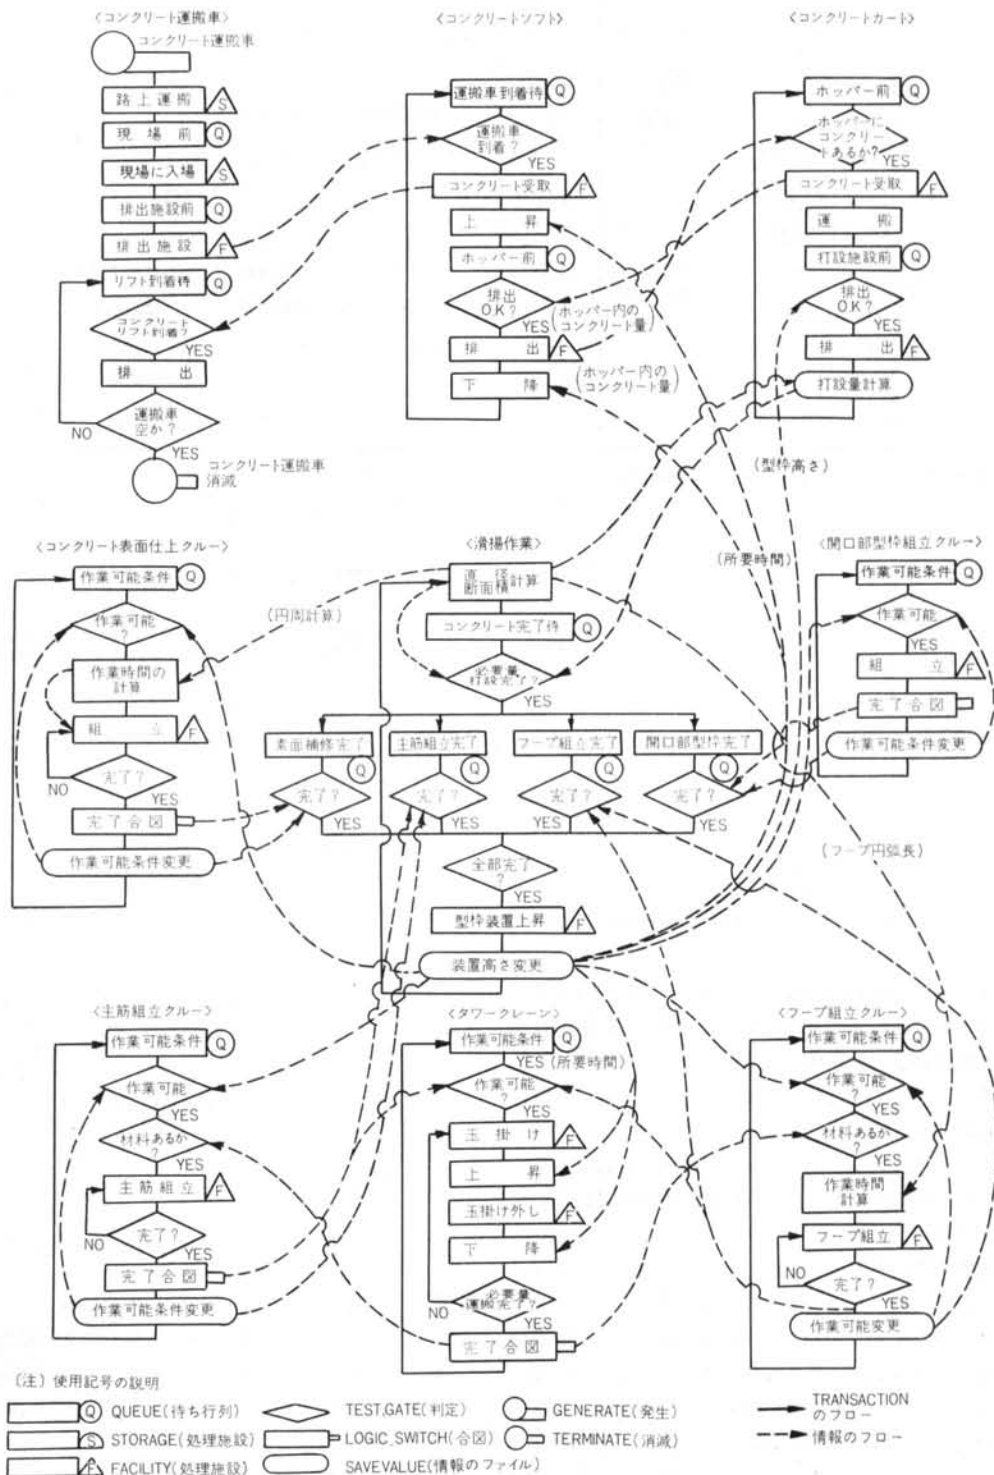 〈コンクリート運搬車〉
コンクリート運搬車
路上運搬
S
現場前
Q
現場に入場
S
排出施設前
Q
排出施設
F
リフト到着待
Q
コンクリート
リフト到着?
YES
排出
運搬車
空か?
NO
YES
コンクリート運搬車
消滅
〈コンクリートソフト〉
運搬車到着待
Q
運搬車
到着?
YES
コンクリート受取
F
上昇
ホッパー前
Q
排出
O.K?
YES
(ホッパー内の
コンクリート量)
排出
F
下降
(ホッパー内の
コンクリート量)
〈コンクリートカート〉
ホッパー前
Q
ホッパーに
コンクリー
トあるか?
YES
コンクリート受取
F
運搬
打設施設前
Q
排出
OK?
YES
排出
F
打設量計算
(型枠高さ)
(所要時間)
〈コンクリート表面仕上クルー〉
作業可能条件
Q
作業可能
?
(円周計算)
作業時間の
計算
組立
F
完了?
NO
YES
完了合図
作業可能条件変更
〈滑揚作業〉
直径
断面積計算
コンクリート完了待
Q
必要量
打設完了?
YES
素面補修完了
Q
完了?
YES
主筋組立完了
Q
完了?
YES
フープ組立完了
Q
完了?
YES
開口部型枠完了
Q
完了?
YES
全部完了
?
YES
型枠装置上昇
F
装置高さ変更
〈開口部型枠組立クルー〉
作業可能条件
Q
作業可能
YES
組立
F
完了合図
作業可能条件変更
(フープ円弧長)
〈主筋組立クルー〉
作業可能条件
Q
作業可能
YES
材料あるか
?
YES
主筋組立
F
完了?
NO
YES
完了合図
作業可能条件変更
〈タワークレーン〉
作業可能条件
Q
YES(所要時間)
作業可能
?
YES
玉掛け
F
上昇
玉掛け外し
F
下降
必要量
運搬完了?
NO
YES
完了合図
〈フープ組立クルー〉
作業可能条件
Q
作業可能
?
YES
材料あるか
?
YES
作業時間
計算
フープ組立
F
NO
完了?
YES
作業可能変更
(注) 使用記号の説明
Q QUEUE(待ち行列)
TEST,GATE(判定)
GENERATE(発生)
TRANSACTION
のフロー
S STORAGE(処理施設)
LOGIC SWITCH(合図)
TERMINATE(消滅)
情報のフロー
F FACILITY(処理施設)
SAVEVALUE(情報のファイル)